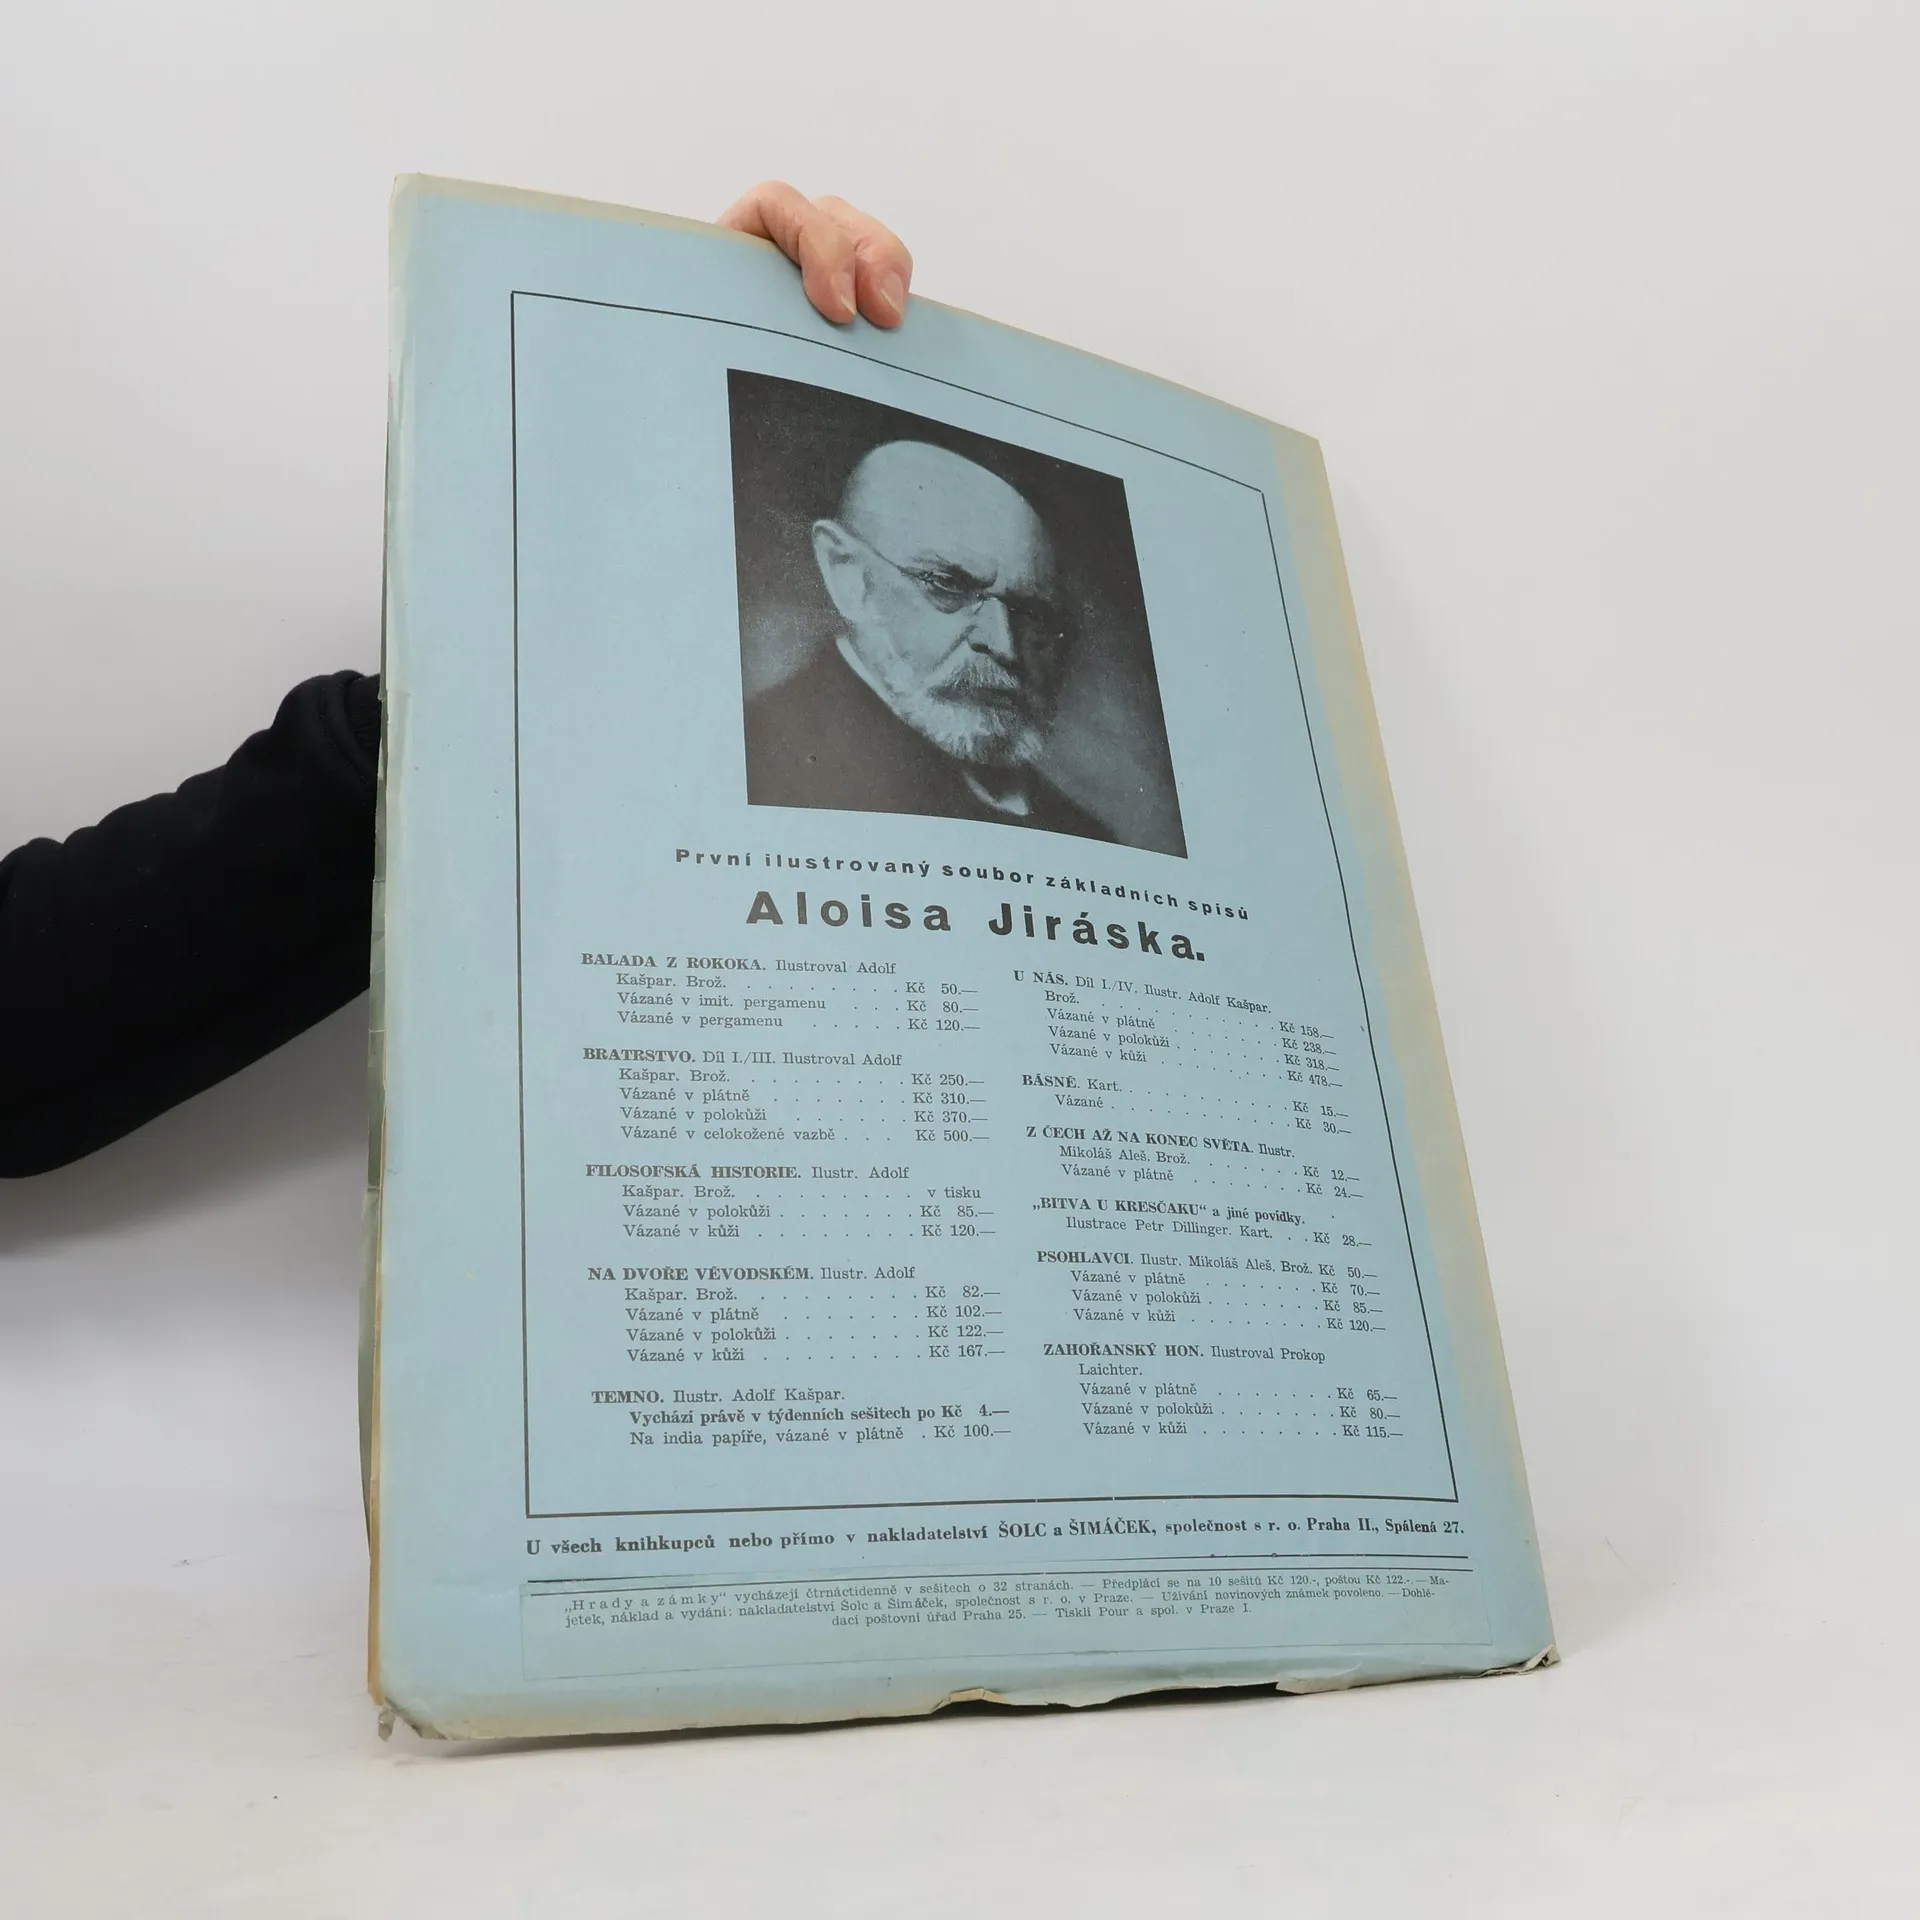 První ilustrovaný soubor základních spisů
Aloisa Jiráska.
BALADA Z ROKOKA. Ilustroval Adolf
Kašpar. Brož. . . . . . . . . Kč 50.—
Vázané v imit. pergamenu . . . Kč 80.—
Vázané v pergamenu . . . . . Kč 120.—
BRATRSTVO. Díl I./III. Ilustroval Adolf
Kašpar. Brož. . . . . . . . . Kč 250.—
Vázané v plátně . . . . . . . Kč 310.—
Vázané v polokůži . . . . . . Kč 370.—
Vázané v celokožené vazbě . . . Kč 500.—
FILOSOFSKÁ HISTORIE. Ilustr. Adolf
Kašpar. Brož. . . . . . . . . v tisku
Vázané v polokůži . . . . . . . Kč 85.—
Vázané v kůži . . . . . . . . Kč 120.—
NA DVOŘE VÉVODSKÉM. Ilustr. Adolf
Kašpar. Brož. . . . . . . . . Kč 82.—
Vázané v plátně . . . . . . . Kč 102.—
Vázané v polokůži . . . . . . . Kč 122.—
Vázané v kůži . . . . . . . . Kč 167.—
TEMNO. Ilustr. Adolf Kašpar.
Vychází právě v týdenních sešitech po Kč 4.—
Na india papíře, vázané v plátně . Kč 100.—
U NÁS. Díl I./IV. Ilustr. Adolf Kašpar.
Brož. . . . . . . . . . . Kč 158.—
Vázané v plátně . . . . . . . Kč 238.—
Vázané v polokůži . . . . . . . Kč 318.—
Vázané v kůži . . . . . . . . Kč 478.—
BÁSNĚ. Kart. . . . . . . . . . Kč 15.—
Vázané . . . . . . . . . . . Kč 30.—
Z ČECH AŽ NA KONEC SVĚTA. Ilustr.
Mikoláš Aleš. Brož. . . . . . . Kč 12.—
Vázané v plátně . . . . . . . Kč 24.—
„BITVA U KRESČAKU“ a jiné povídky.
Ilustrace Petr Dillinger. Kart. . . Kč 28.—
PSOHLAVCI. Ilustr. Mikoláš Aleš. Brož. Kč 50.—
Vázané v plátně . . . . . . . Kč 70.—
Vázané v polokůži . . . . . . . Kč 85.—
Vázané v kůži . . . . . . . . Kč 120.—
ZAHOŘANSKÝ HON. Ilustroval Prokop
Laichter.
Vázané v plátně . . . . . . . Kč 65.—
Vázané v polokůži . . . . . . . Kč 80.—
Vázané v kůži . . . . . . . . Kč 115.—
U všech knihkupců nebo přímo v nakladatelství ŠOLC a ŠIMÁČEK, společnost s r. o. Praha II., Spálená 27.
„Hrady a zámky“ vycházejí čtrnáctidenně v sešitech o 32 stranách. — Předplácí se na 10 sešitů Kč 120.-, poštou Kč 122.-. — Ma-
jetek, náklad a vydání: nakladatelství Šolc a Šimáček, společnost s r. o. v Praze. — Užívání novinových známek povoleno. — Dohlé-
dací poštovní úřad Praha 25. — Tiskli Pour a spol. v Praze I.